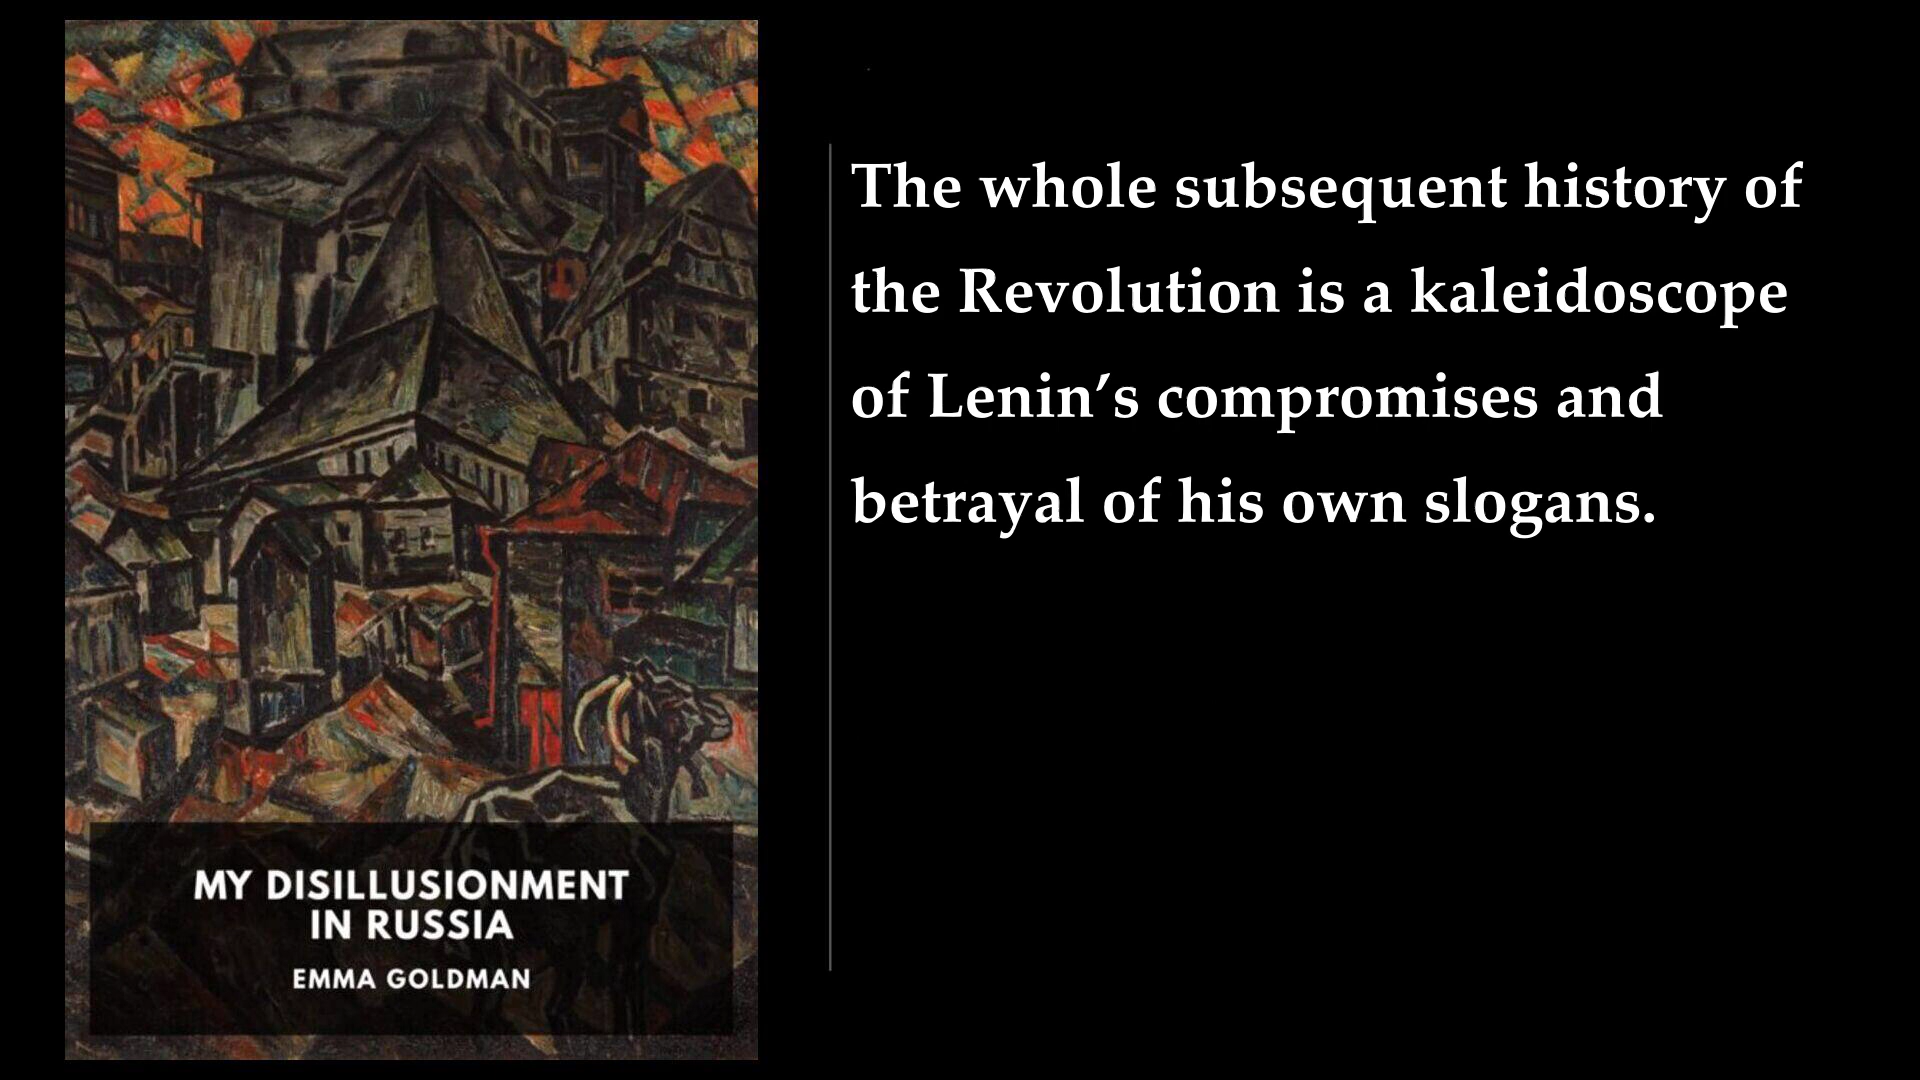 The whole subsequent history of
the Revolution is a kaleidoscope
of Lenin’s compromises and
betrayal of his own slogans.
MY DISILLUSIONMENT
IN RUSSIA
EMMA GOLDMAN